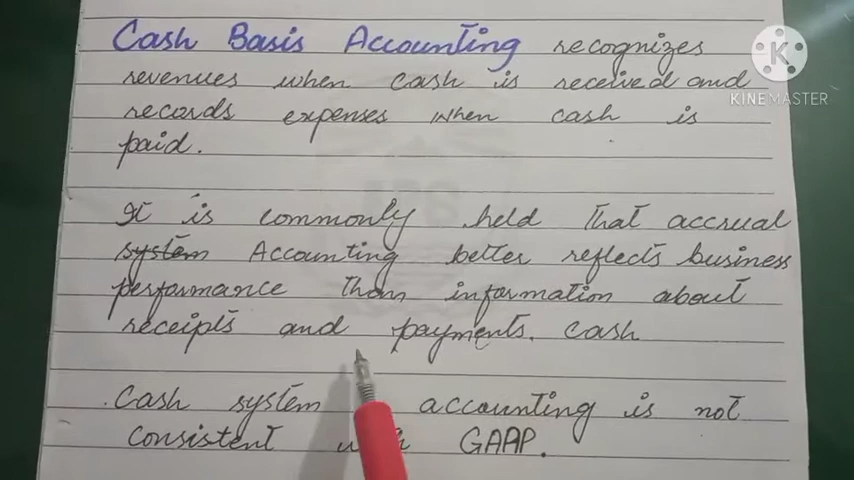 Cash Basis Accounting recognizes
revenues when cash is received and
records expenses when cash is
paid.
It is commonly held that accrual
system Accounting better reflects business
performance than information about
receipts and payments. Cash
Cash system accounting is not
consistent GAAP.
K
KINEMASTER